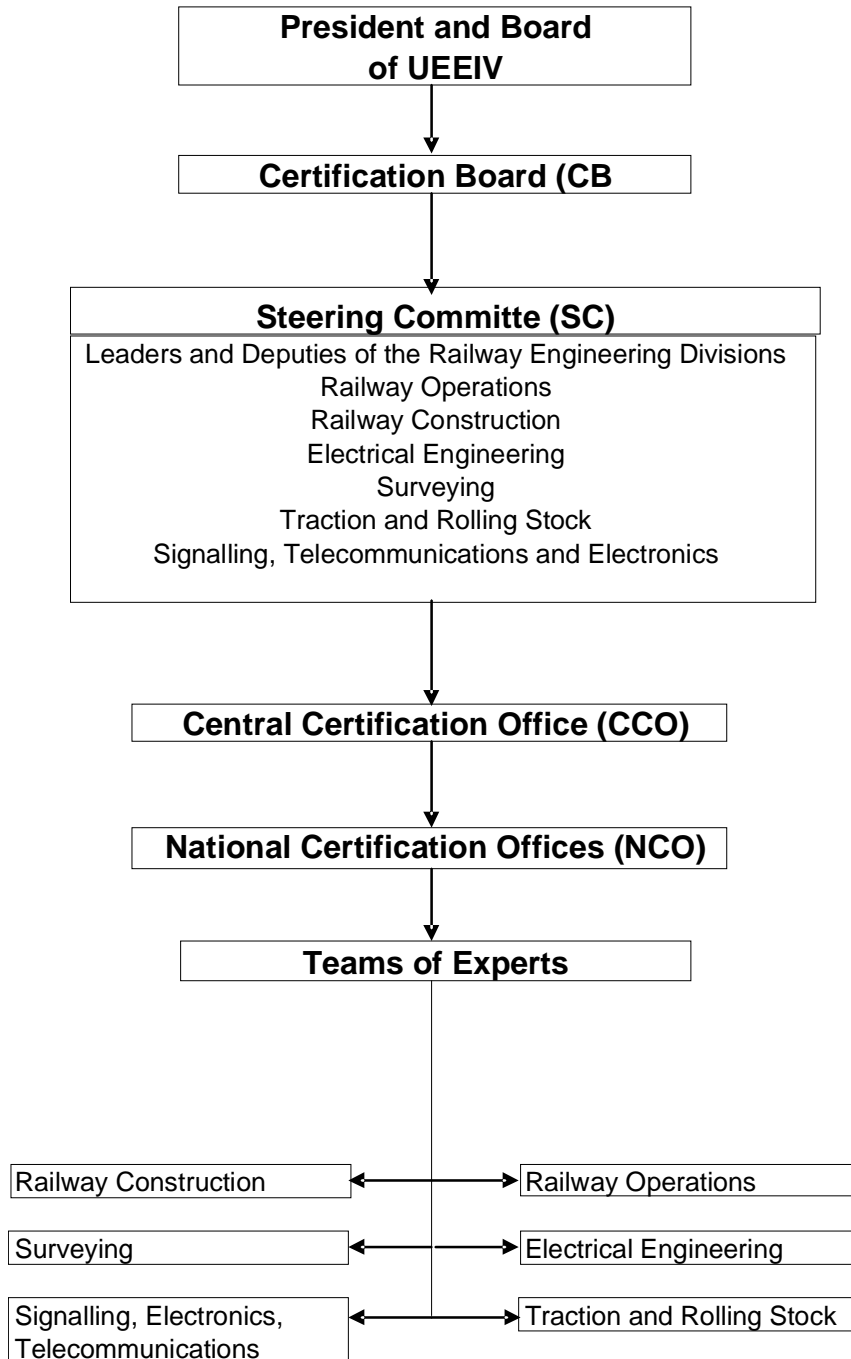 President and Board
of UEEIV
Certification Board (CB
Steering Committe (SC)
Leaders and Deputies of the Railway Engineering Divisions
Railway Operations
Railway Construction
Electrical Engineering
Surveying
Traction and Rolling Stock
Signalling, Telecommunications and Electronics
Central Certification Office (CCO)
National Certification Offices (NCO)
Teams of Experts
Railway Construction
Railway Operations
Surveying
Electrical Engineering
Signalling, Electronics,
Telecommunications
Traction and Rolling Stock